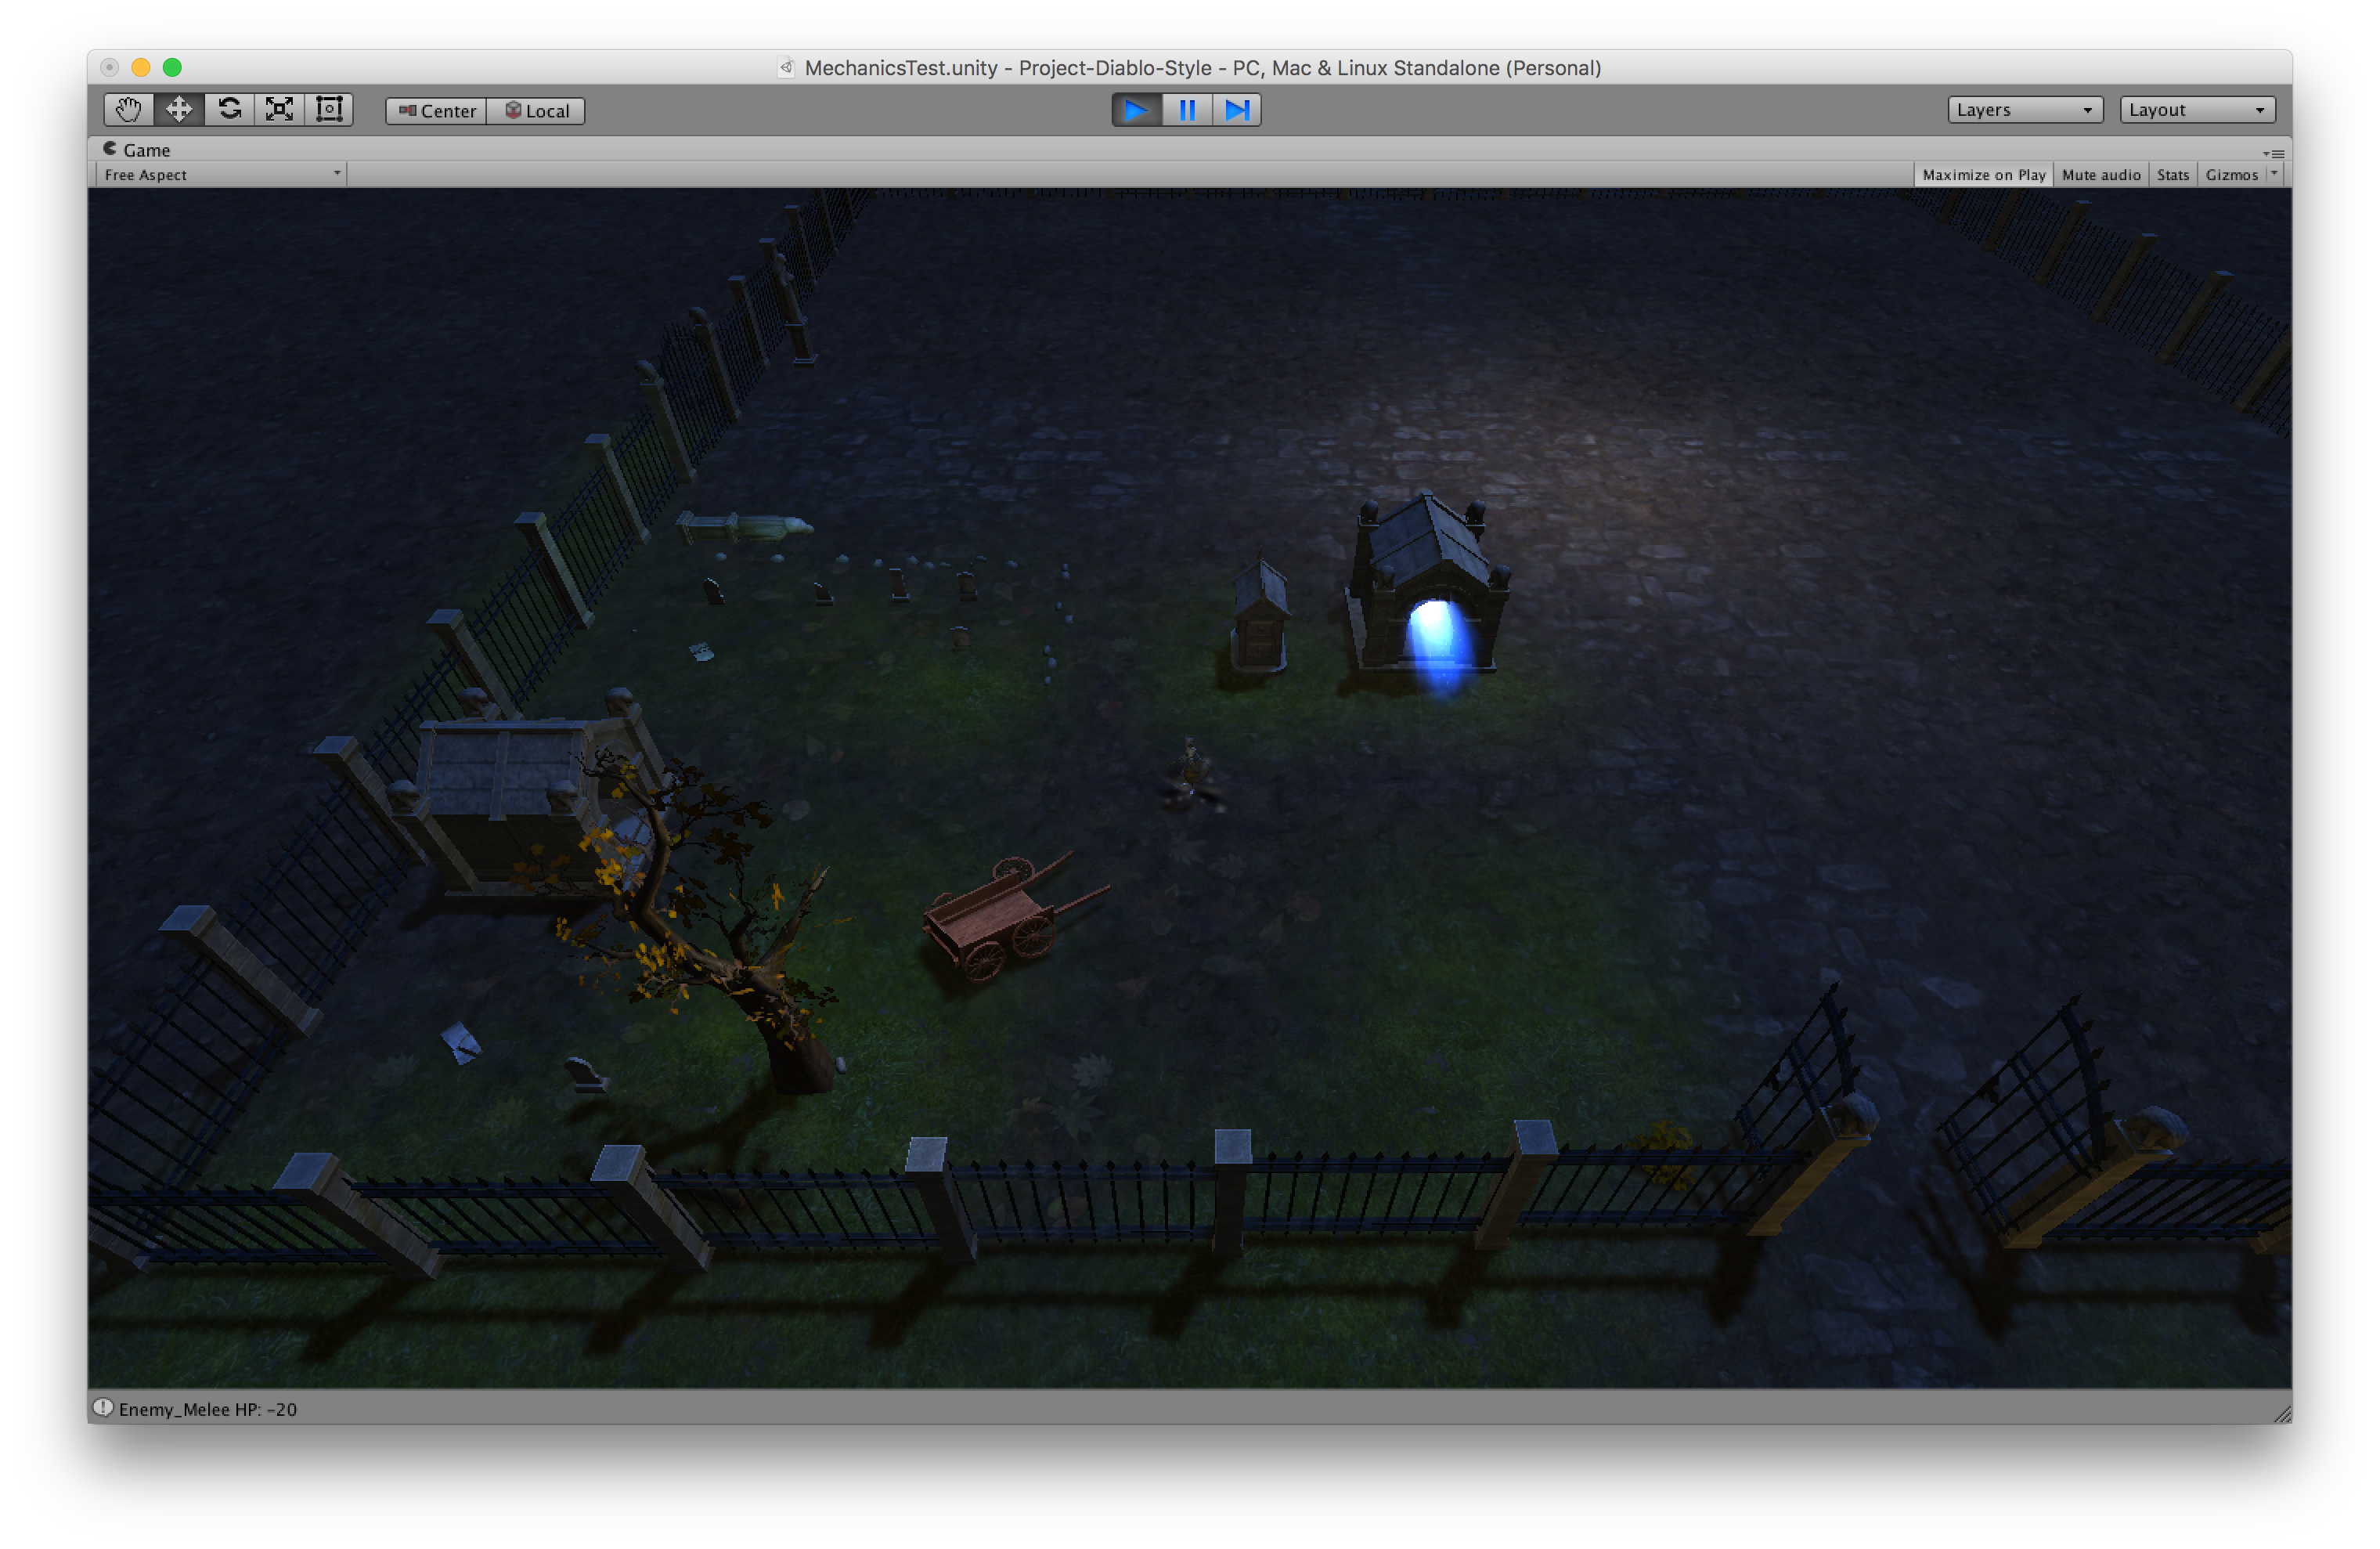 MechanicsTest.unity - Project-Diablo-Style - PC, Mac & Linux Standalone (Personal)
Center Local Layers Layout
Game
Free Aspect Maximize on Play Mute audio Stats Gizmos
Enemy_Melee HP: -20